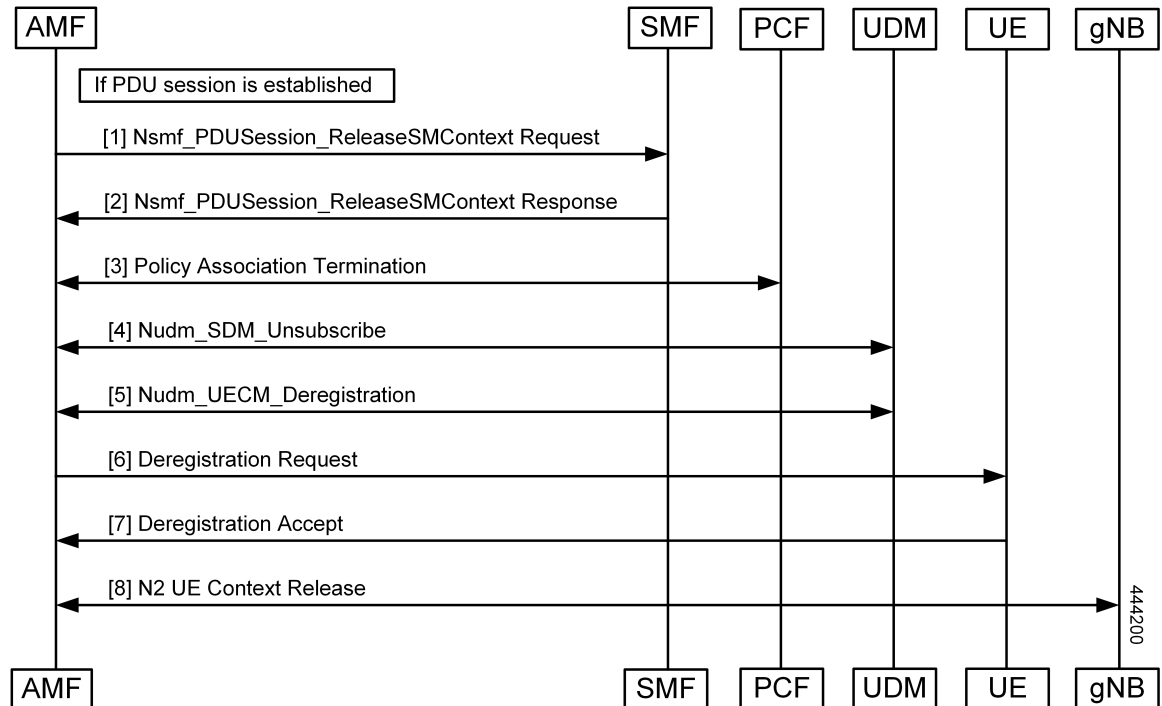 AMF SMF PCF UDM UE gNB
If PDU session is established
[1] Nsmf_PDUSession_ReleaseSMContext Request
[2] Nsmf_PDUSession_ReleaseSMContext Response
[3] Policy Association Termination
[4] Nudm_SDM_Unsubscribe
[5] Nudm_UECM_Deregistration
[6] Deregistration Request
[7] Deregistration Accept
[8] N2 UE Context Release
444200
AMF SMF PCF UDM UE gNB